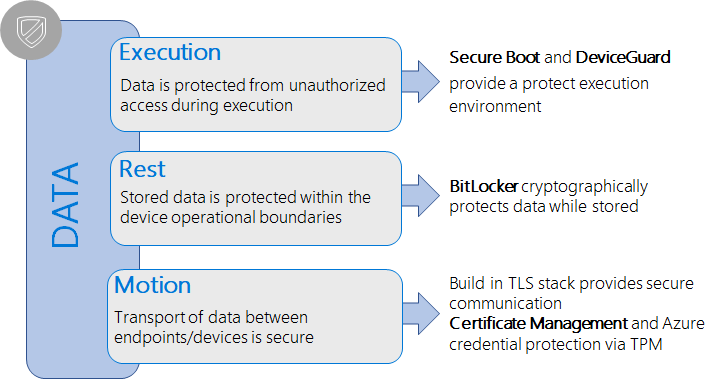 DATA
Execution
Data is protected from unauthorized
access during execution
Secure Boot and DeviceGuard
provide a protect execution
environment
Rest
Stored data is protected within the
device operational boundaries
BitLocker cryptographically
protects data while stored
Motion
Transport of data between
endpoints/devices is secure
Build in TLS stack provides secure
communication
Certificate Management and Azure
credential protection via TPM